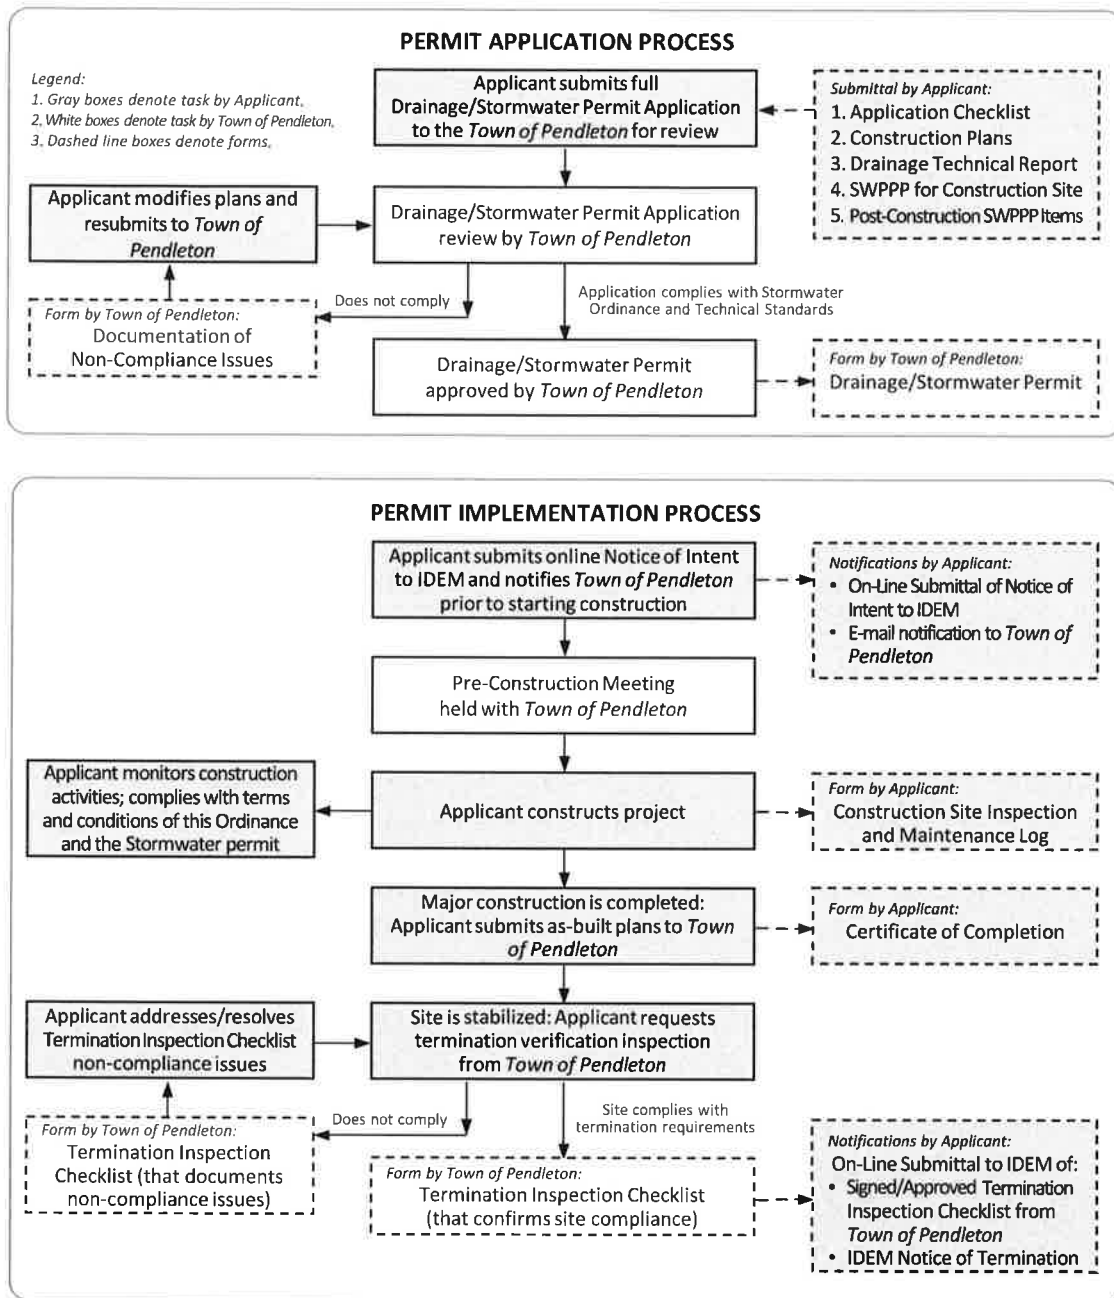 PERMIT APPLICATION PROCESS
Legend:
1. Gray boxes denote task by Applicant.
2. White boxes denote task by Town of Pendleton.
3. Dashed line boxes denote forms.
Applicant submits full
Drainage/Stormwater Permit Application
to the Town of Pendleton for review
Submittal by Applicant:
1. Application Checklist
2. Construction Plans
3. Drainage Technical Report
4. SWPPP for Construction Site
5. Post-Construction SWPPP Items
Applicant modifies plans and
resubmits to Town of
Pendleton
Drainage/Stormwater Permit Application
review by Town of Pendleton
Does not comply
Application complies with Stormwater
Ordinance and Technical Standards
Form by Town of Pendleton:
Documentation of
Non-Compliance Issues
Drainage/Stormwater Permit
approved by Town of Pendleton
Form by Town of Pendleton:
Drainage/Stormwater Permit
PERMIT IMPLEMENTATION PROCESS
Applicant submits online Notice of Intent
to IDEM and notifies Town of Pendleton
prior to starting construction
Notifications by Applicant:
• On-Line Submittal of Notice of
Intent to IDEM
• E-mail notification to Town of
Pendleton
Pre-Construction Meeting
held with Town of Pendleton
Applicant monitors construction
activities; complies with terms
and conditions of this Ordinance
and the Stormwater permit
Applicant constructs project
Form by Applicant:
Construction Site Inspection
and Maintenance Log
Major construction is completed:
Applicant submits as-built plans to Town
of Pendleton
Form by Applicant:
Certificate of Completion
Applicant addresses/resolves
Termination Inspection Checklist
non-compliance issues
Site is stabilized: Applicant requests
termination verification inspection
from Town of Pendleton
Does not comply
Site complies with
termination requirements
Form by Town of Pendleton:
Termination Inspection
Checklist (that documents
non-compliance issues)
Form by Town of Pendleton:
Termination Inspection Checklist
(that confirms site compliance)
Notifications by Applicant:
On-Line Submittal to IDEM of:
• Signed/Approved Termination
Inspection Checklist from
Town of Pendleton
• IDEM Notice of Termination